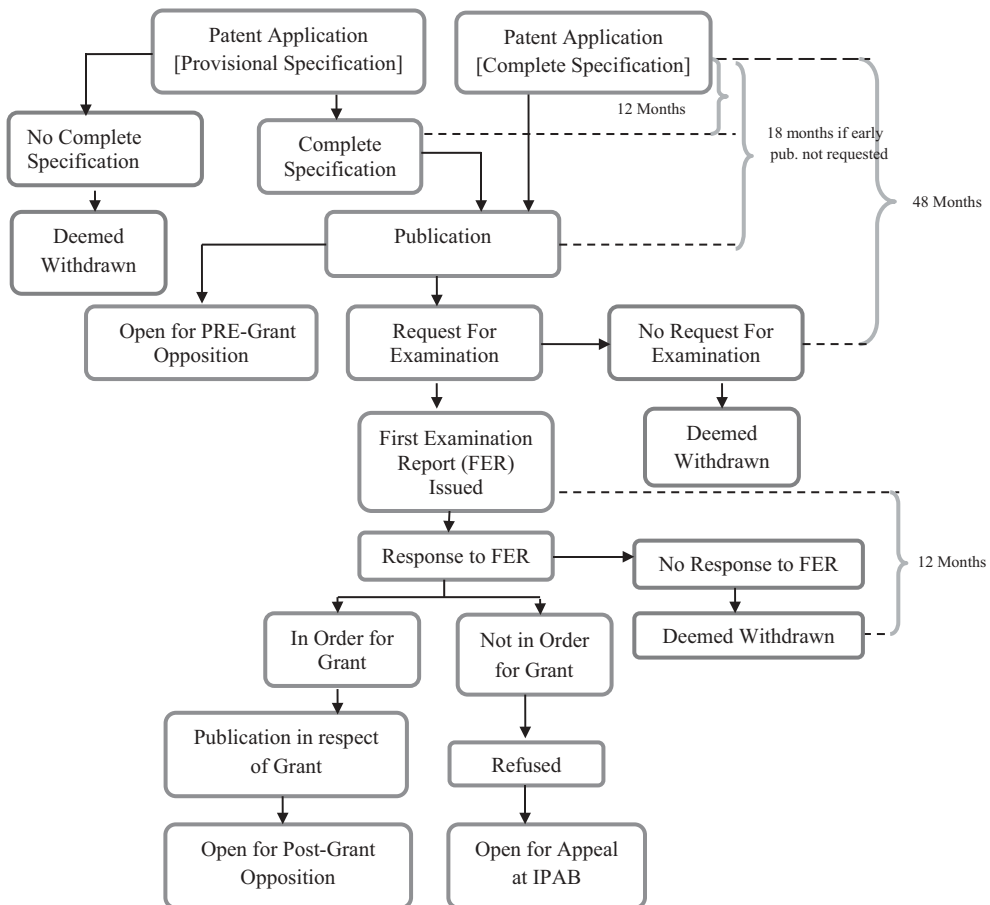 Patent Application
[Provisional Specification]
Patent Application
[Complete Specification]
12 Months
No Complete
Specification
Complete
Specification
18 months if early
pub. not requested
48 Months
Deemed
Withdrawn
Publication
Open for PRE-Grant
Opposition
Request For
Examination
No Request For
Examination
First Examination
Report (FER)
Issued
Deemed
Withdrawn
Response to FER
No Response to FER
12 Months
In Order for
Grant
Not in Order
for Grant
Deemed Withdrawn
Publication in respect
of Grant
Refused
Open for Post-Grant
Opposition
Open for Appeal
at IPAB